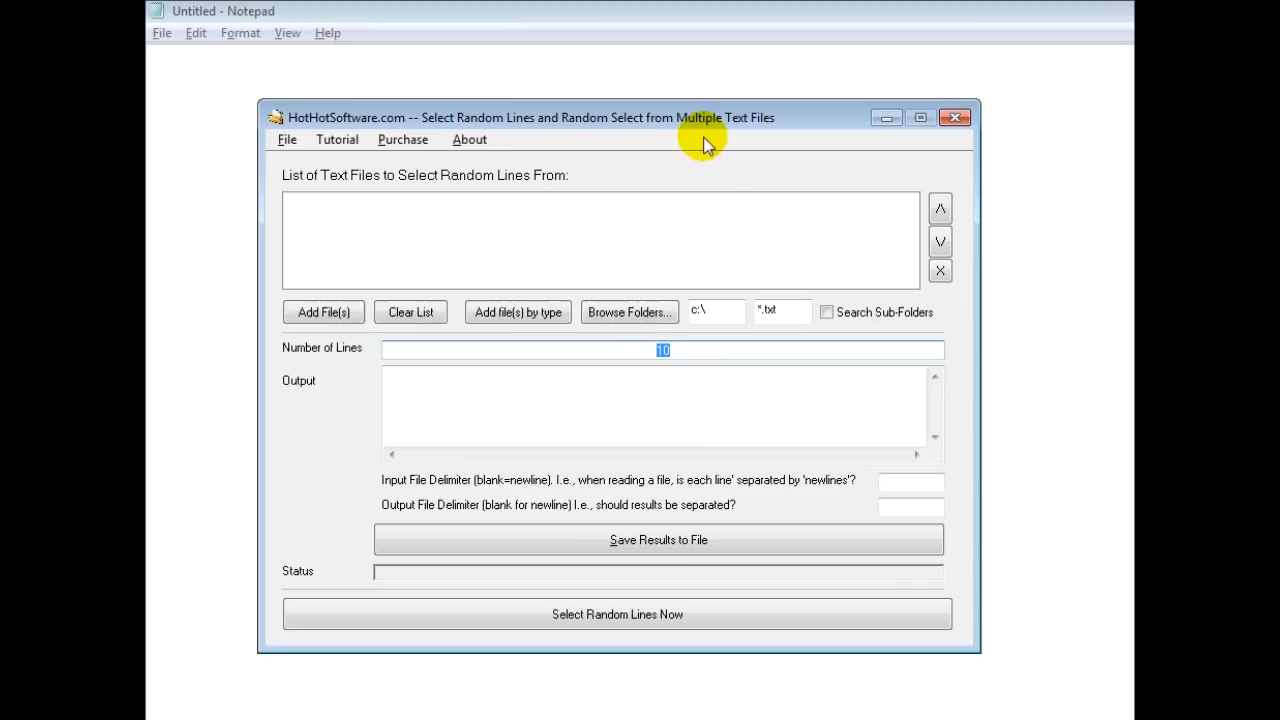 Untitled - Notepad
File Edit Format View Help
HotHotSoftware.com -- Select Random Lines and Random Select from Multiple Text Files
File Tutorial Purchase About
List of Text Files to Select Random Lines From:
/\
\/
X
Add File(s) Clear List Add file(s) by type Browse Folders... c:\ *.txt Search Sub-Folders
Number of Lines 10
Output
Input File Delimiter (blank=newline). I.e., when reading a file, is each line' separated by 'newlines'?
Output File Delimiter (blank for newline) I.e., should results be separated?
Save Results to File
Status
Select Random Lines Now